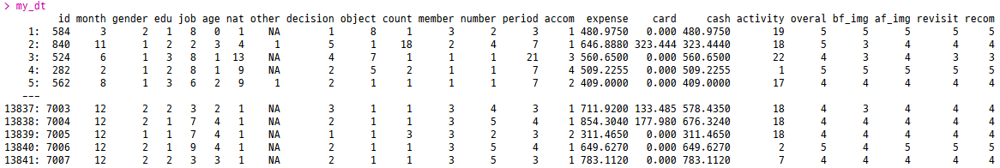 > my_dt
id month gender edu job age nat other decision object count member number period accom expense card cash activity overal bf_img af_img revisit recom
1: 584 3 2 1 8 0 1 NA 1 8 1 3 2 3 1 480.9750 0.000 480.9750 19 5 5 5 5 5
2: 840 11 1 2 2 3 4 1 5 1 18 2 4 7 1 646.8880 323.444 323.4440 18 5 3 4 4 4
3: 524 6 1 3 8 1 13 NA 4 7 1 1 1 21 3 560.6500 0.000 560.6500 22 4 3 4 3 3
4: 282 2 1 2 8 1 9 NA 2 5 2 1 1 7 4 509.2255 0.000 509.2255 1 5 5 5 5 5
5: 562 8 1 3 6 2 9 1 2 1 1 1 1 7 2 409.0000 0.000 409.0000 17 4 4 4 4 4
---
13837: 7003 12 2 2 3 2 1 NA 3 1 1 3 4 3 1 711.9200 133.485 578.4350 18 4 3 4 4 4
13838: 7004 12 2 1 7 4 1 NA 2 1 1 3 5 4 1 854.3040 177.980 676.3240 18 4 4 4 4 4
13839: 7005 12 1 1 7 4 1 NA 2 1 3 3 2 3 2 311.4650 0.000 311.4650 18 4 4 4 4 4
13840: 7006 12 2 1 9 4 1 NA 2 1 1 3 5 4 1 649.6270 0.000 649.6270 2 5 4 5 4 4
13841: 7007 12 2 2 3 3 1 NA 2 1 1 3 5 3 1 783.1120 0.000 783.1120 7 4 4 4 4 4